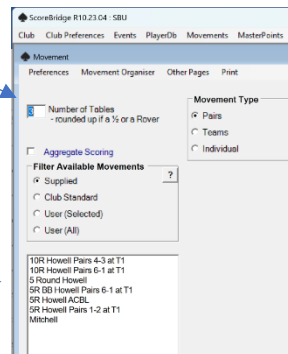 ScoreBridge R10.23.04 : SBU
Club Club Preferences Events PlayerDb Movements MasterPoints
Movement
Preferences Movement Organiser Other Pages Print
3 Number of Tables
- rounded up if a ½ or a Rover
Aggregate Scoring
Filter Available Movements
?
Supplied
Club Standard
User (Selected)
User (All)
Movement Type
Pairs
Teams
Individual
10R Howell Pairs 4-3 at T1
10R Howell Pairs 6-1 at T1
5 Round Howell
5R BB Howell Pairs 6-1 at T1
5R Howell ACBL
5R Howell Pairs 1-2 at T1
Mitchell